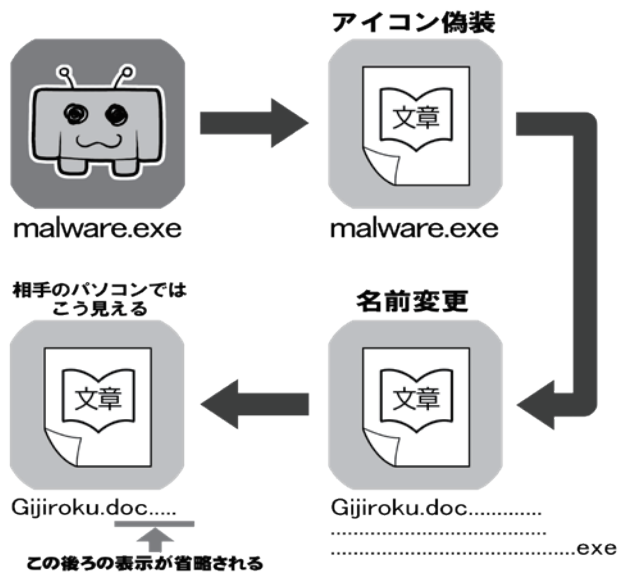 アイコン偽装
文章
malware.exe
malware.exe
名前変更
文章
Gijiroku.doc.............
......................................
...........................................exe
相手のパソコンでは
こう見える
文章
Gijiroku.doc.....
この後ろの表示が省略される